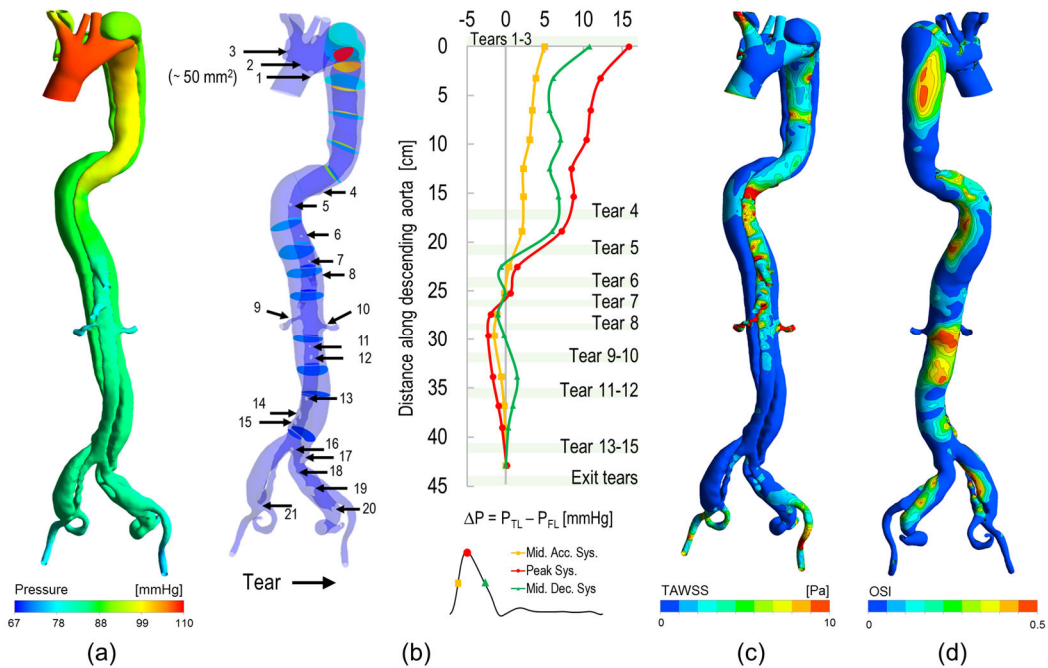 -5 0 5 10 15
Tears 1-3
0
5
10
15
20
25
30
35
40
45
Distance along descending aorta [cm]
Tear 4
Tear 5
Tear 6
Tear 7
Tear 8
Tear 9-10
Tear 11-12
Tear 13-15
Exit tears
ΔP = PTL – PFL [mmHg]
Mid. Acc. Sys.
Peak Sys.
Mid. Dec. Sys
3
2
(~ 50 mm²)
1
4
5
6
7
8
9
10
11
12
13
14
15
16
17
18
19
20
21
Tear
Pressure [mmHg]
67 78 88 99 110
TAWSS [Pa]
0 10
OSI
0 0.5
(a)
(b)
(c)
(d)